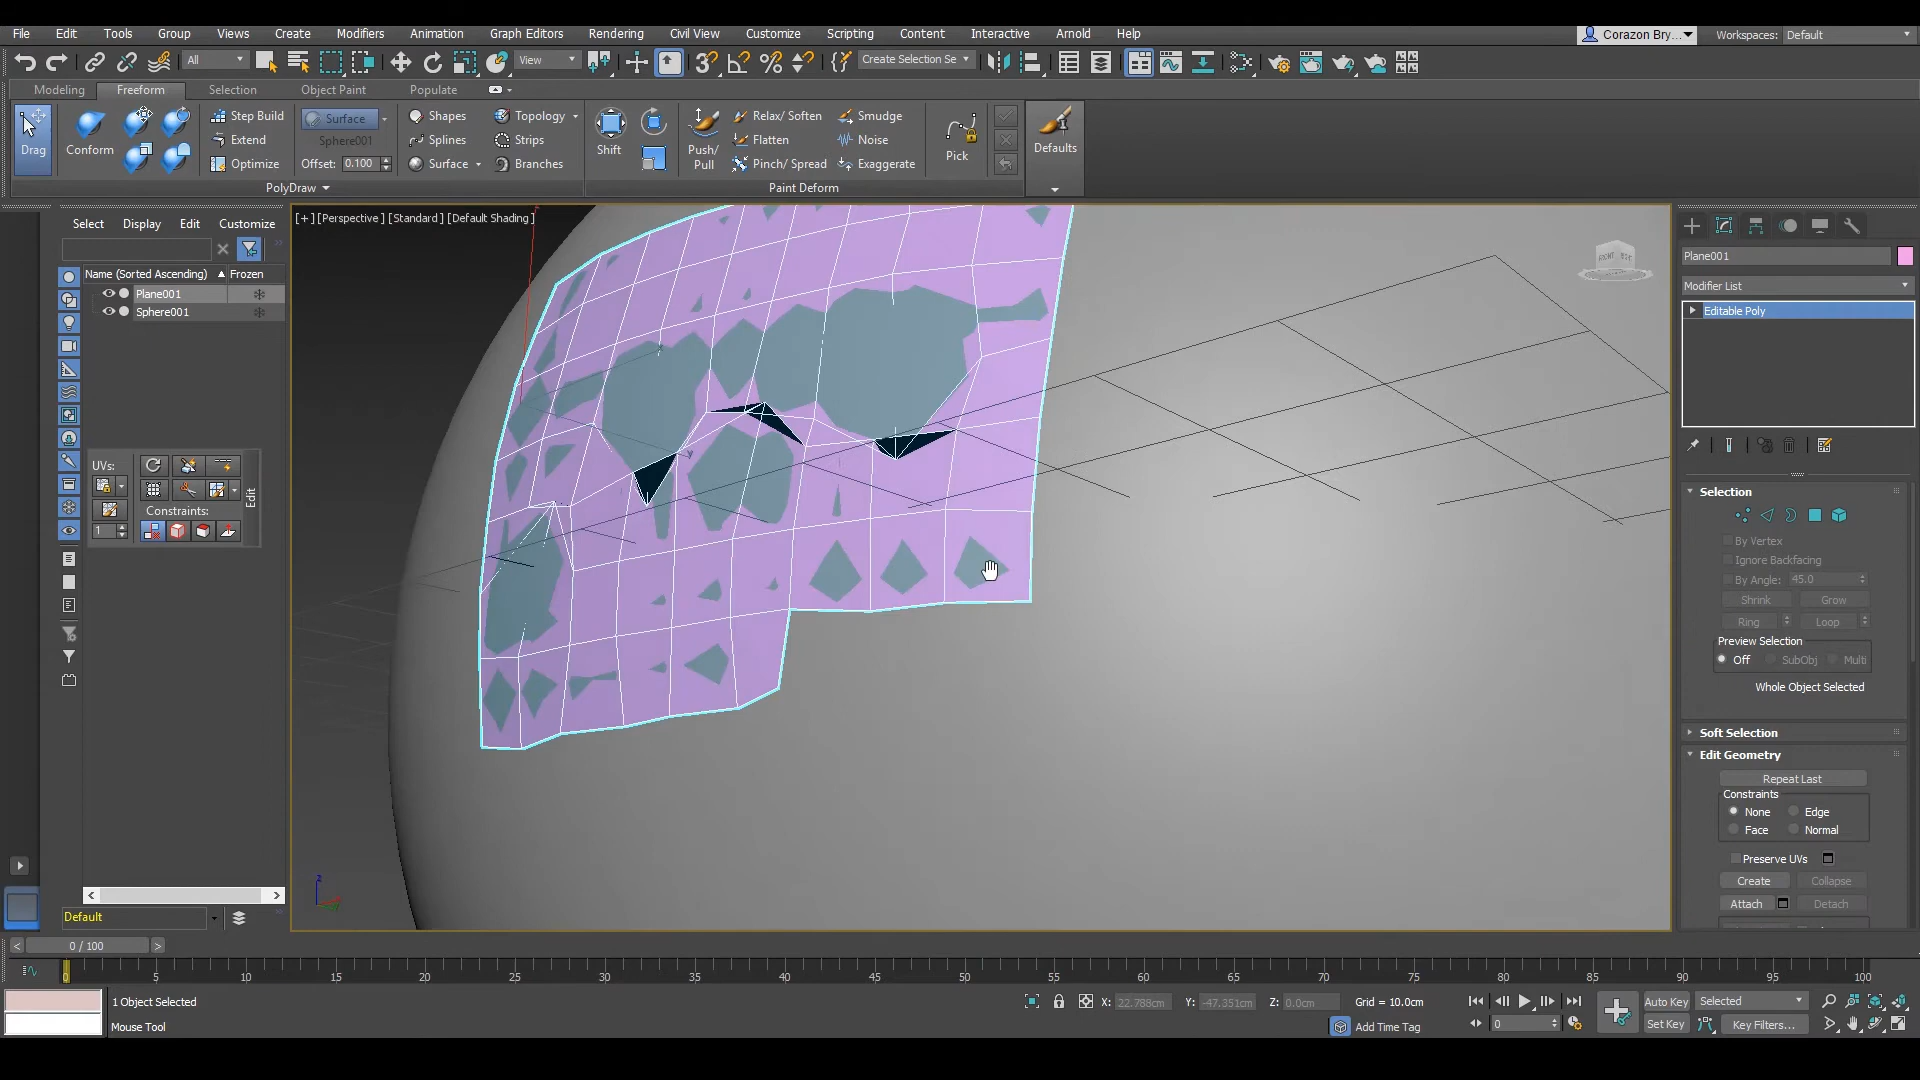 File Edit Tools Group Views Create Modifiers Animation Graph Editors Rendering Civil View Customize Scripting Content Interactive Arnold Help Corazon Bry... Workspaces: Default
All View Create Selection Se
Modeling Freeform Selection Object Paint Populate
Step Build Surface Shapes Topology Relax/ Soften Smudge
Drag Conform Extend Sphere001 Splines Strips Shift Push/ Pull Flatten Noise Pick Defaults
Optimize Offset: 0.100 Surface Branches Pinch/ Spread Exaggerate
PolyDraw Paint Deform
Select Display Edit Customize
[+] [Perspective ] [Standard ] [Default Shading ]
Name (Sorted Ascending) Frozen
Plane001
Sphere001
UVs:
Edit
Constraints:
1
Default
Plane001
Modifier List
Editable Poly
Selection
By Vertex
Ignore Backfacing
By Angle: 45.0
Shrink Grow
Ring Loop
Preview Selection
Off SubObj Multi
Whole Object Selected
Soft Selection
Edit Geometry
Repeat Last
Constraints
None Edge
Face Normal
Preserve UVs
Create Collapse
Attach Detach
0 / 100
0 5 10 15 20 25 30 35 40 45 50 55 60 65 70 75 80 85 90 95 100
1 Object Selected X: 22.788cm Y: -47.351cm Z: 0.0cm Grid = 10.0cm Auto Key Selected
Mouse Tool Add Time Tag 0 Set Key Key Filters...